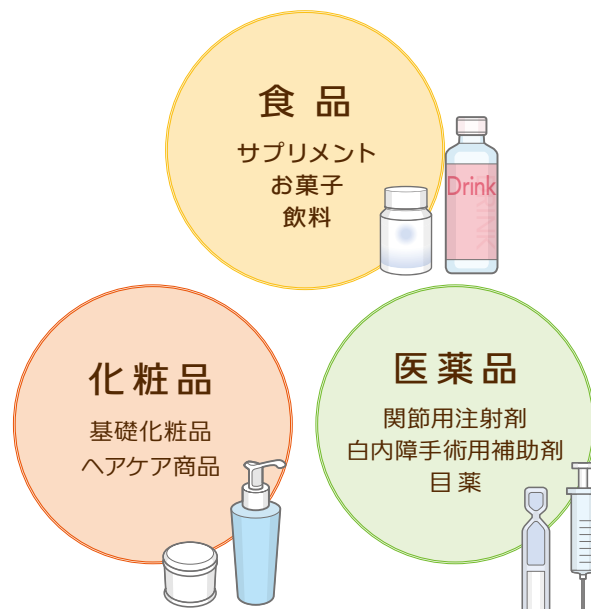 食品
サプリメント
お菓子
飲料
Drink
DRINK
化粧品
基礎化粧品
ヘアケア商品
医薬品
関節用注射剤
白内障手術用補助剤
目薬